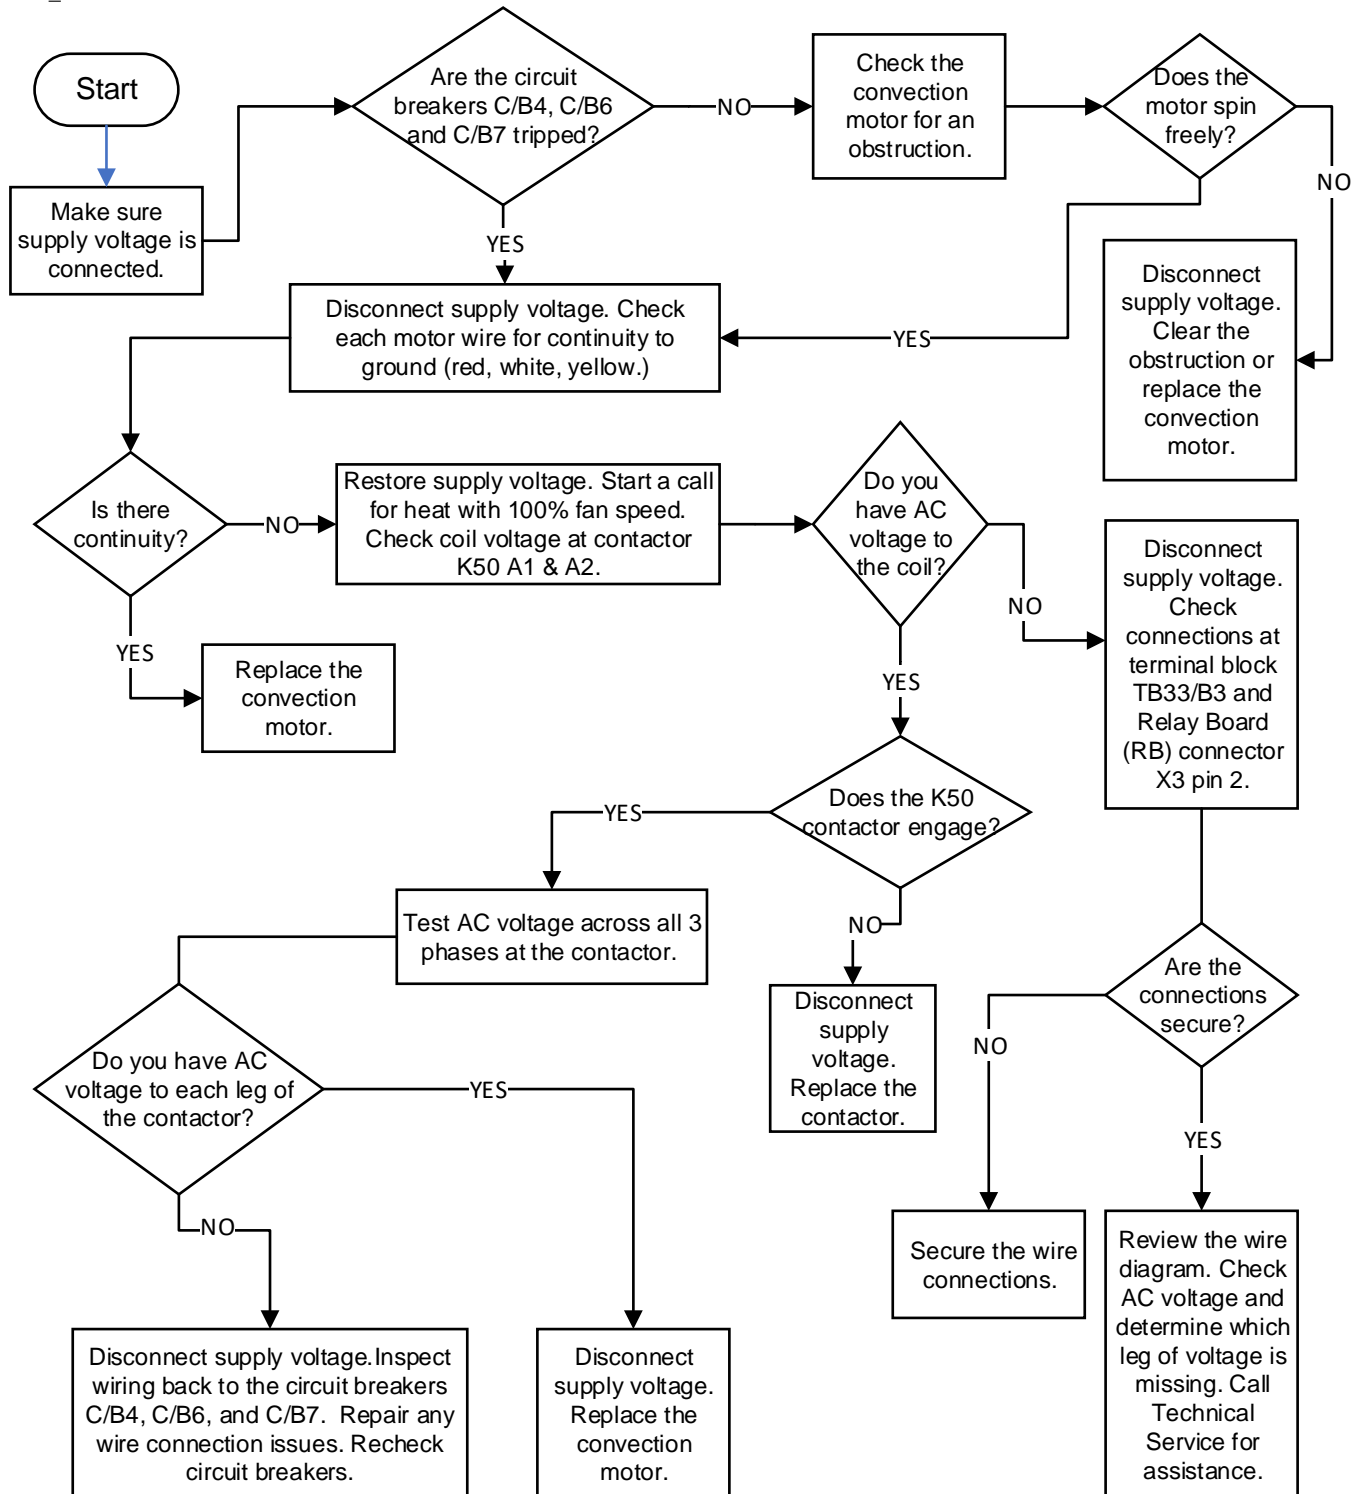 Start
Make sure
supply voltage is
connected.
Are the circuit
breakers C/B4, C/B6
and C/B7 tripped?
NO
Check the
convection
motor for an
obstruction.
Does the
motor spin
freely?
NO
YES
YES
Disconnect
supply voltage.
Clear the
obstruction or
replace the
convection
motor.
Disconnect supply voltage. Check
each motor wire for continuity to
ground (red, white, yellow.)
Is there
continuity?
NO
YES
Replace the
convection
motor.
Restore supply voltage. Start a call
for heat with 100% fan speed.
Check coil voltage at contactor
K50 A1 & A2.
Do you
have AC
voltage to
the coil?
NO
YES
Disconnect
supply voltage.
Check
connections at
terminal block
TB33/B3 and
Relay Board
(RB) connector
X3 pin 2.
Does the K50
contactor engage?
YES
NO
Test AC voltage across all 3
phases at the contactor.
Disconnect
supply
voltage.
Replace the
contactor.
Are the
connections
secure?
NO
YES
Do you have AC
voltage to each leg of
the contactor?
YES
NO
Secure the wire
connections.
Review the wire
diagram. Check
AC voltage and
determine which
leg of voltage is
missing. Call
Technical
Service for
assistance.
Disconnect supply voltage.Inspect
wiring back to the circuit breakers
C/B4, C/B6, and C/B7.  Repair any
wire connection issues. Recheck
circuit breakers.
Disconnect
supply voltage.
Replace the
convection
motor.